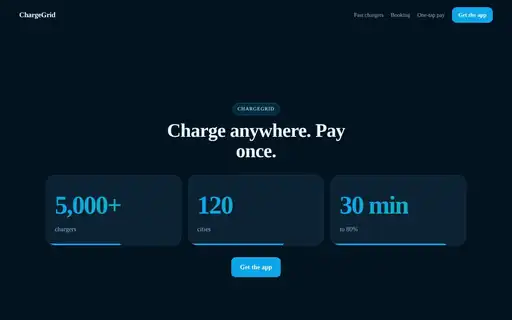 ChargeGrid
Fast chargers Booking One-tap pay Get the app
CHARGEGRID
Charge anywhere. Pay
once.
5,000+ 120 30 min
chargers cities to 80%
Get the app